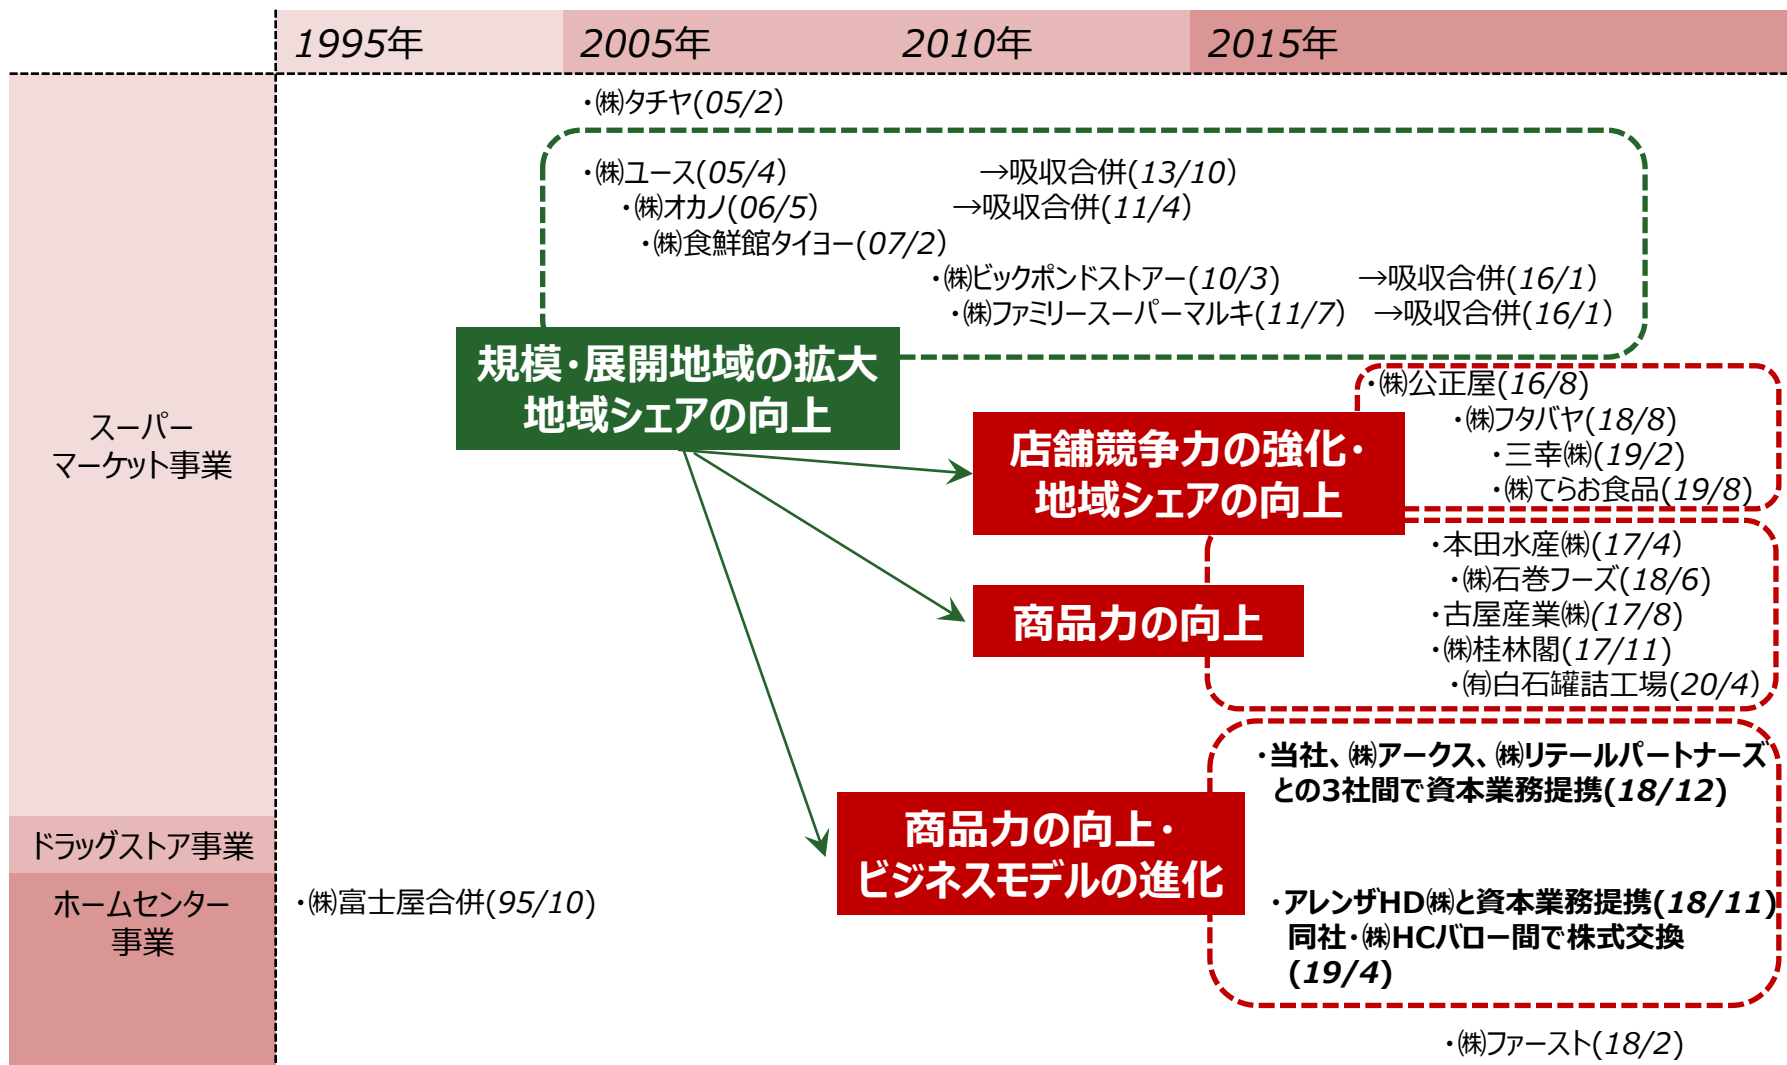 1995年
2005年
2010年
2015年
・㈱タチヤ(05/2)
・㈱ユース(05/4) →吸収合併(13/10)
・㈱オカノ(06/5) →吸収合併(11/4)
・㈱食鮮館タイヨー(07/2)
・㈱ビックポンドストアー(10/3) →吸収合併(16/1)
・㈱ファミリースーパーマルキ(11/7) →吸収合併(16/1)
規模・展開地域の拡大
地域シェアの向上
・㈱公正屋(16/8)
・㈱フタバヤ(18/8)
・三幸㈱(19/2)
・㈱てらお食品(19/8)
店舗競争力の強化・
地域シェアの向上
スーパー
マーケット事業
・本田水産㈱(17/4)
・㈱石巻フーズ(18/6)
・古屋産業㈱(17/8)
・㈱桂林閣(17/11)
・㈲白石罐詰工場(20/4)
商品力の向上
・当社、㈱アークス、㈱リテールパートナーズ
との3社間で資本業務提携(18/12)
商品力の向上・
ビジネスモデルの進化
ドラッグストア事業
ホームセンター
事業
・㈱富士屋合併(95/10)
・アレンザHD㈱と資本業務提携(18/11)
同社・㈱HCバロー間で株式交換
(19/4)
・㈱ファースト(18/2)